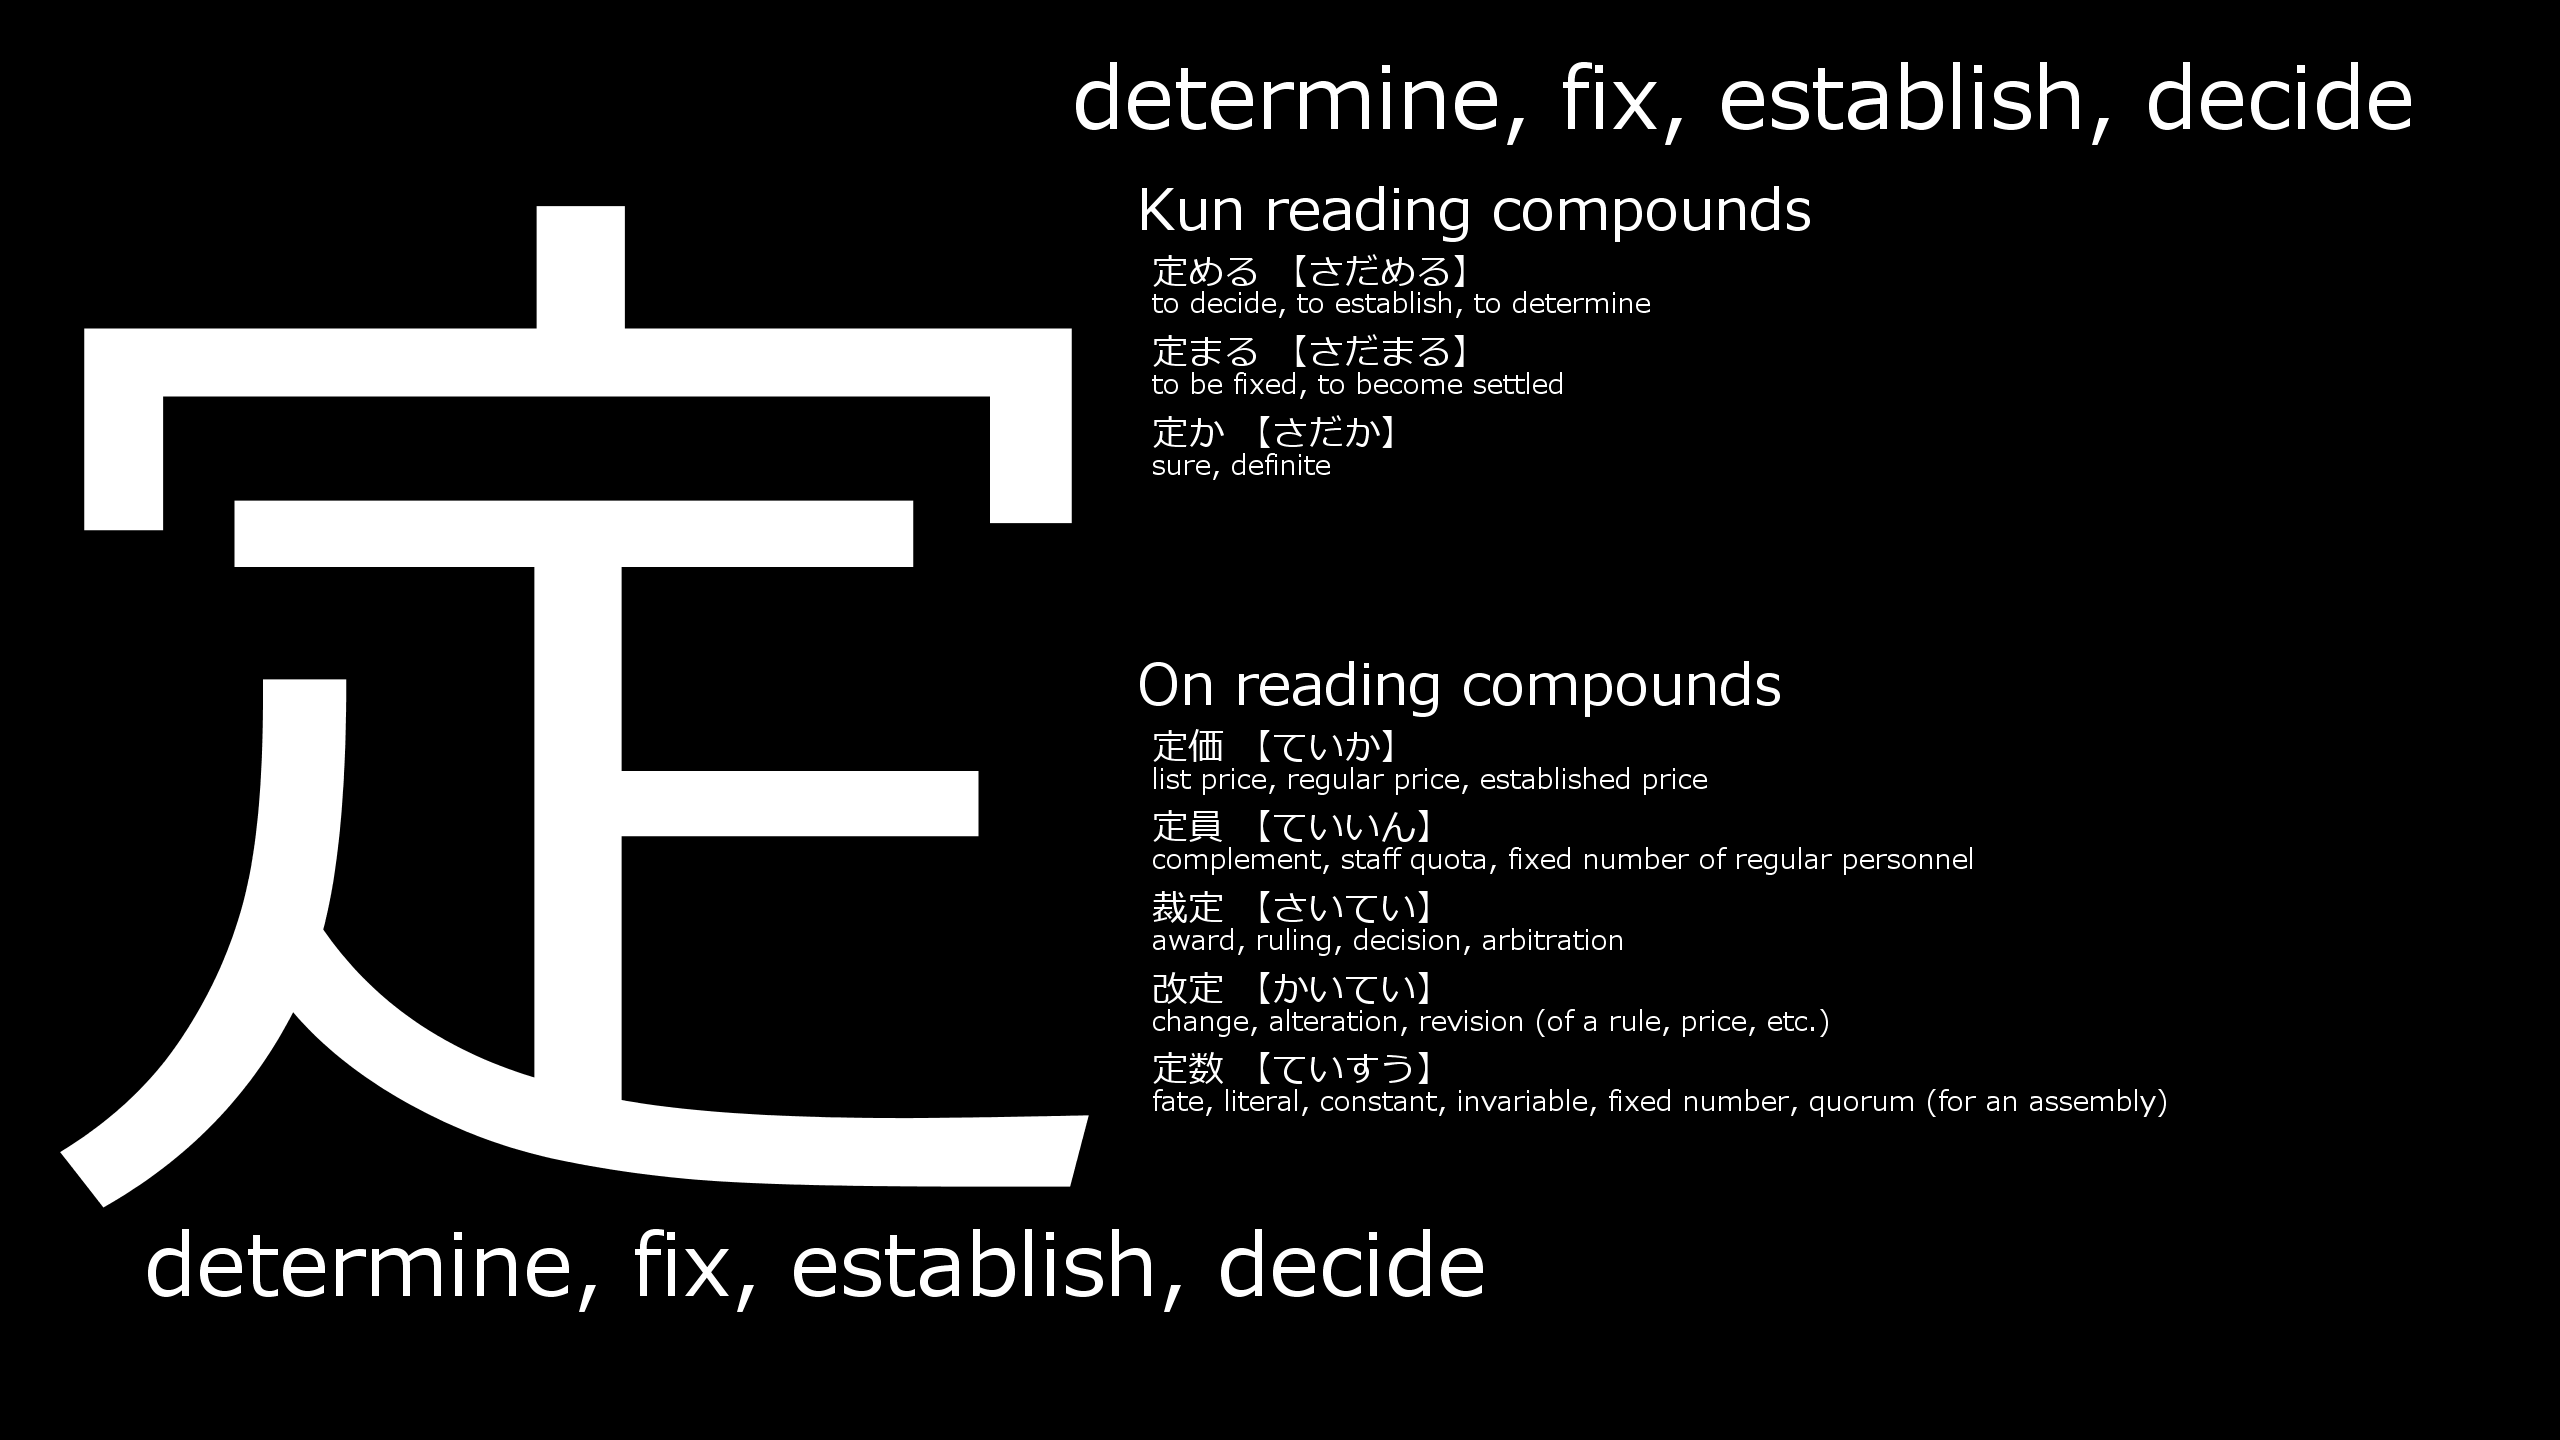 定
determine, fix, establish, decide
Kun reading compounds
定める 【さだめる】
to decide, to establish, to determine
定まる 【さだまる】
to be fixed, to become settled
定か 【さだか】
sure, definite
On reading compounds
定価 【ていか】
list price, regular price, established price
定員 【ていいん】
complement, staff quota, fixed number of regular personnel
裁定 【さいてい】
award, ruling, decision, arbitration
改定 【かいてい】
change, alteration, revision (of a rule, price, etc.)
定数 【ていすう】
fate, literal, constant, invariable, fixed number, quorum (for an assembly)
determine, fix, establish, decide